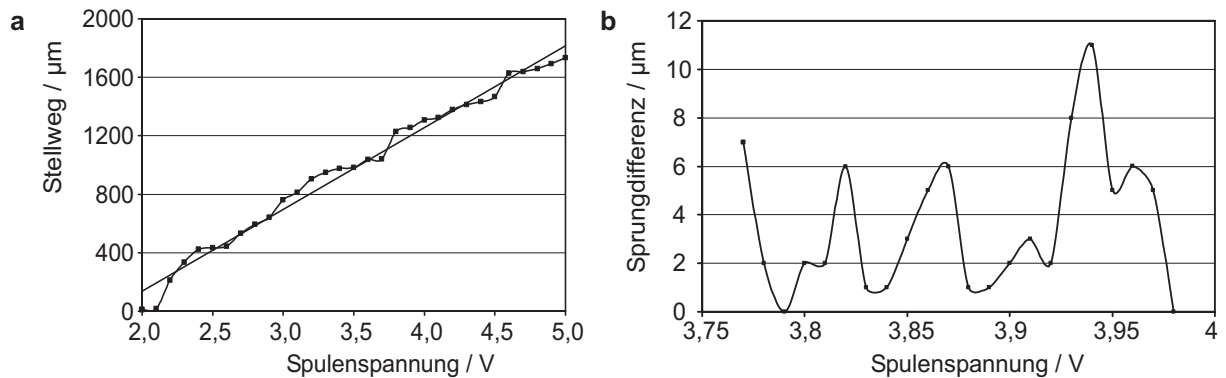 a
Stellweg / µm
2000
1600
1200
800
400
0
2,0 2,5 3,0 3,5 4,0 4,5 5,0
Spulenspannung / V
b
Sprungdifferenz / µm
12
10
8
6
4
2
0
3,75 3,8 3,85 3,9 3,95 4
Spulenspannung / V